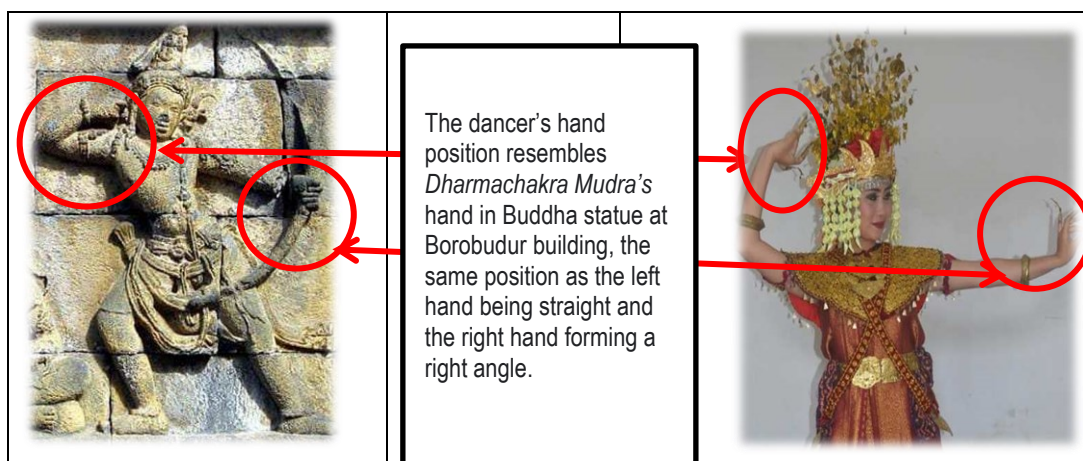 The dancer's hand
position resembles
Dharmachakra Mudra's
hand in Buddha statue at
Borobudur building, the
same position as the left
hand being straight and
the right hand forming a
right angle.